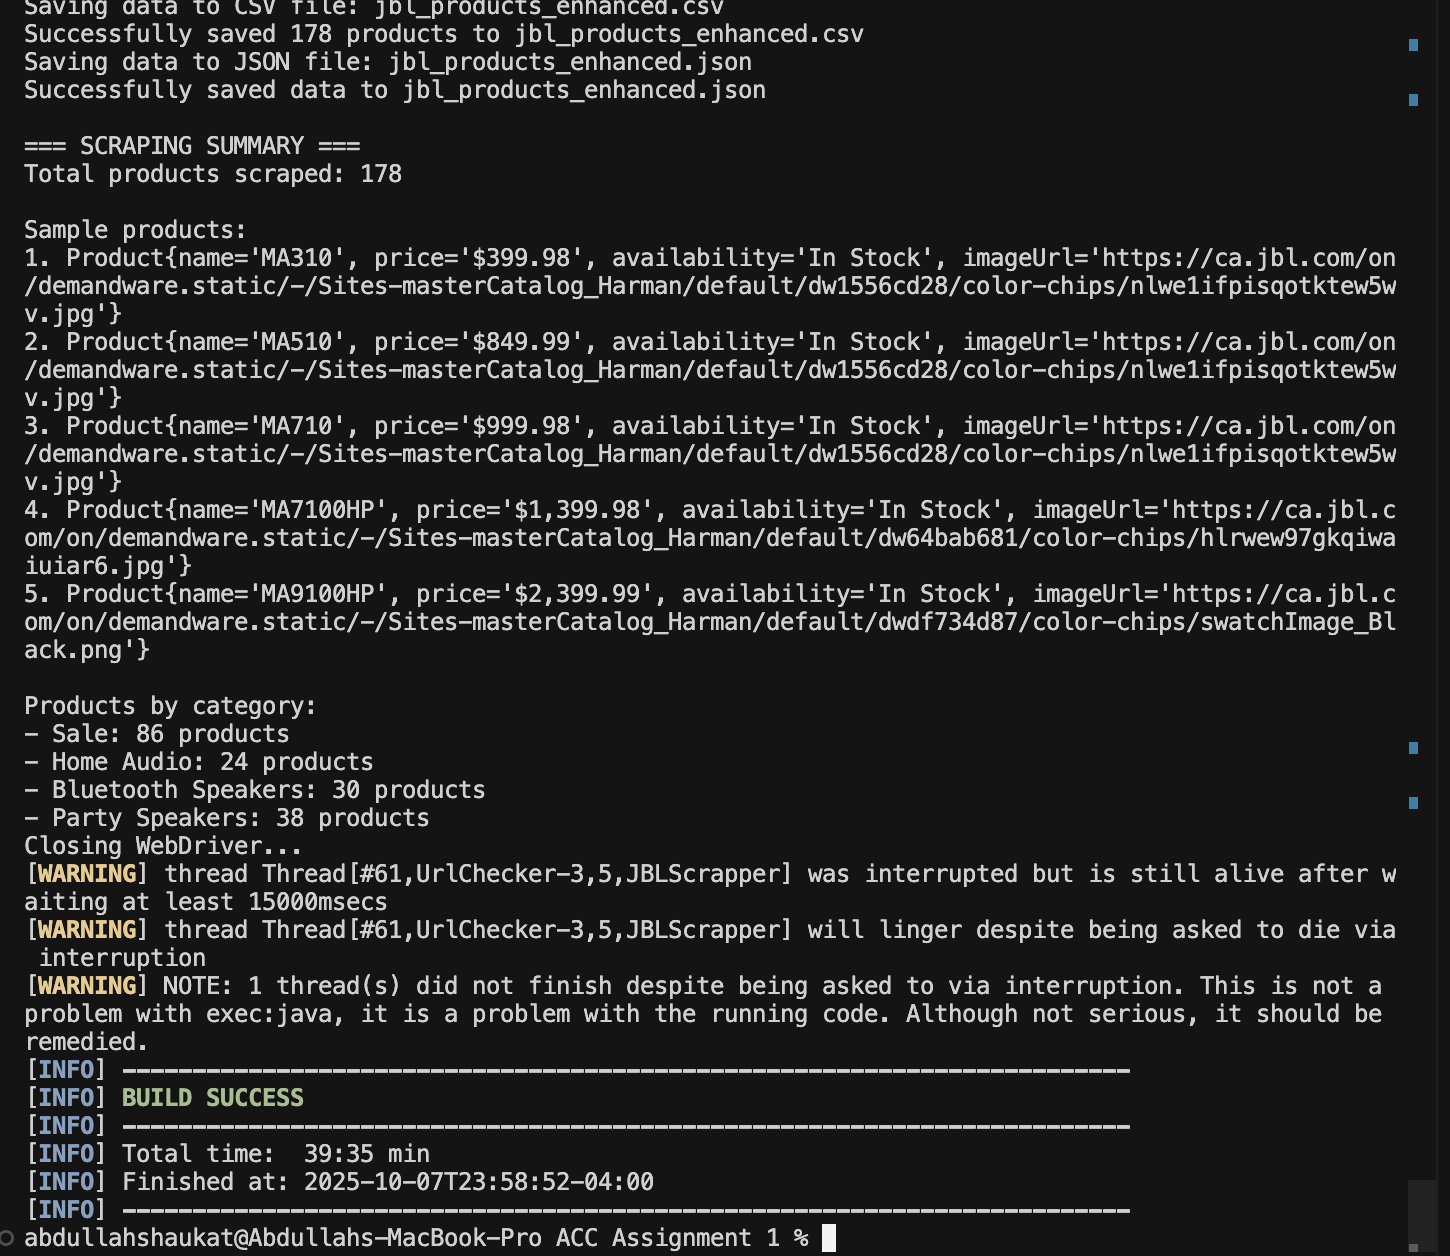 Saving data to CSV file: jbl_products_enhanced.csv
Successfully saved 178 products to jbl_products_enhanced.csv
Saving data to JSON file: jbl_products_enhanced.json
Successfully saved data to jbl_products_enhanced.json
=== SCRAPING SUMMARY ===
Total products scraped: 178
Sample products:
1. Product{name='MA310', price='$399.98', availability='In Stock', imageUrl='https://ca.jbl.com/on
/demandware.static/-/Sites-masterCatalog_Harman/default/dw1556cd28/color-chips/nlwe1ifpisqotktew5w
v.jpg'}
2. Product{name='MA510', price='$849.99', availability='In Stock', imageUrl='https://ca.jbl.com/on
/demandware.static/-/Sites-masterCatalog_Harman/default/dw1556cd28/color-chips/nlwe1ifpisqotktew5w
v.jpg'}
3. Product{name='MA710', price='$999.98', availability='In Stock', imageUrl='https://ca.jbl.com/on
/demandware.static/-/Sites-masterCatalog_Harman/default/dw1556cd28/color-chips/nlwe1ifpisqotktew5w
v.jpg'}
4. Product{name='MA7100HP', price='$1,399.98', availability='In Stock', imageUrl='https://ca.jbl.c
om/on/demandware.static/-/Sites-masterCatalog_Harman/default/dw64bab681/color-chips/hlrwew97gkqiwa
iuiar6.jpg'}
5. Product{name='MA9100HP', price='$2,399.99', availability='In Stock', imageUrl='https://ca.jbl.c
om/on/demandware.static/-/Sites-masterCatalog_Harman/default/dwdf734d87/color-chips/swatchImage_Bl
ack.png'}
Products by category:
- Sale: 86 products
- Home Audio: 24 products
- Bluetooth Speakers: 30 products
- Party Speakers: 38 products
Closing WebDriver...
[WARNING] thread Thread[#61,UrlChecker-3,5,JBLScrapper] was interrupted but is still alive after w
aiting at least 15000msecs
[WARNING] thread Thread[#61,UrlChecker-3,5,JBLScrapper] will linger despite being asked to die via
 interruption
[WARNING] NOTE: 1 thread(s) did not finish despite being asked to via interruption. This is not a
problem with exec:java, it is a problem with the running code. Although not serious, it should be
remedied.
[INFO] ------------------------------------------------------------------------
[INFO] BUILD SUCCESS
[INFO] ------------------------------------------------------------------------
[INFO] Total time:  39:35 min
[INFO] Finished at: 2025-10-07T23:58:52-04:00
[INFO] ------------------------------------------------------------------------
abdullahshaukat@Abdullahs-MacBook-Pro ACC Assignment 1 %